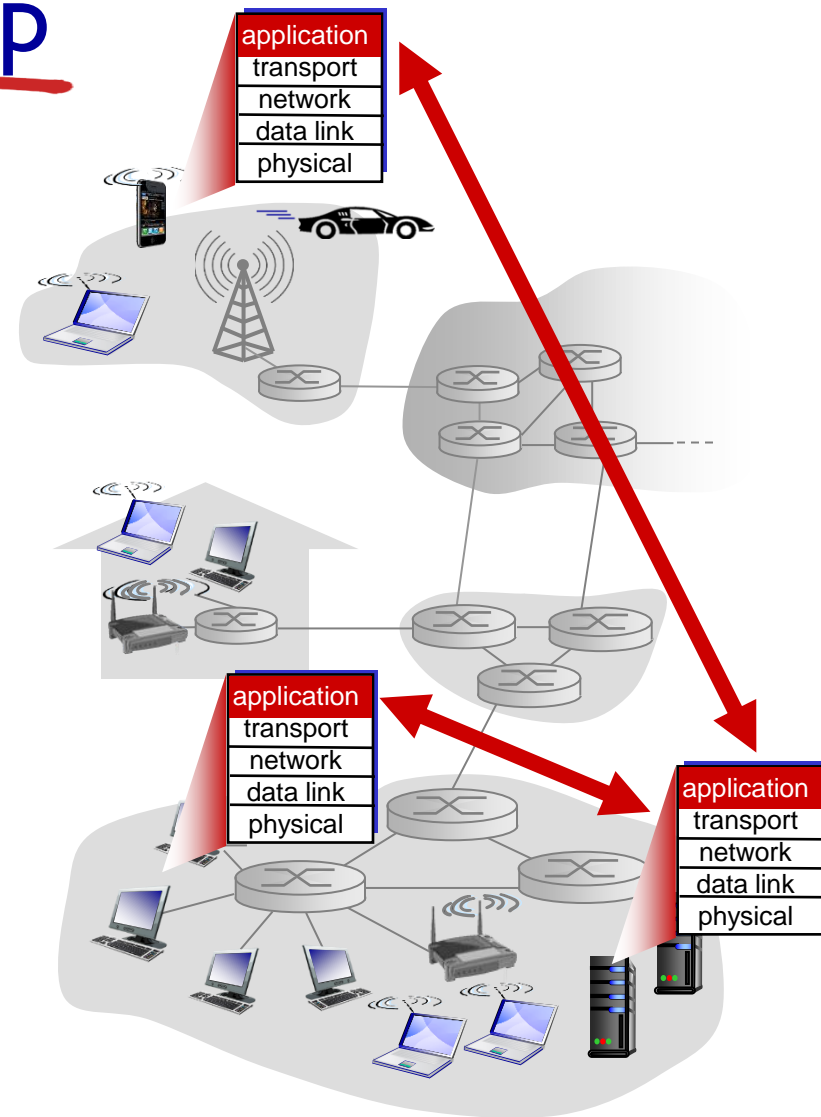 p
application
transport
network
data link
physical
application
transport
network
data link
physical
application
transport
network
data link
physical